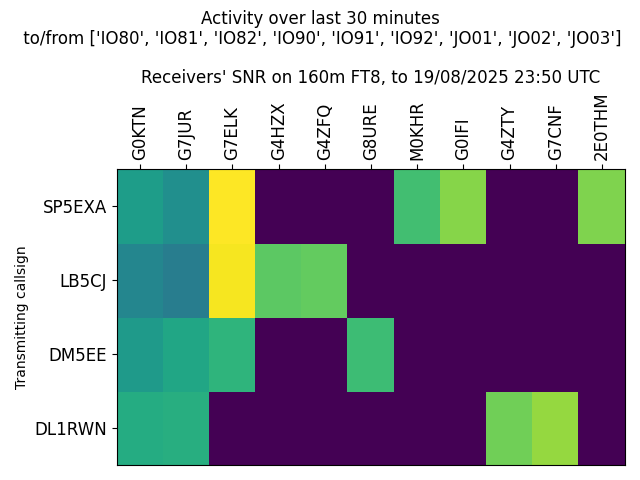 Activity over last 30 minutes
to/from ['IO80', 'IO81', 'IO82', 'IO90', 'IO91', 'IO92', 'JO01', 'JO02', 'JO03']
Receivers' SNR on 160m FT8, to 19/08/2025 23:50 UTC
G0KTN
G7JUR
G7ELK
G4HZX
G4ZFQ
G8URE
M0KHR
G0IFI
G4ZTY
G7CNF
2E0THM
Transmitting callsign
SP5EXA
LB5CJ
DM5EE
DL1RWN